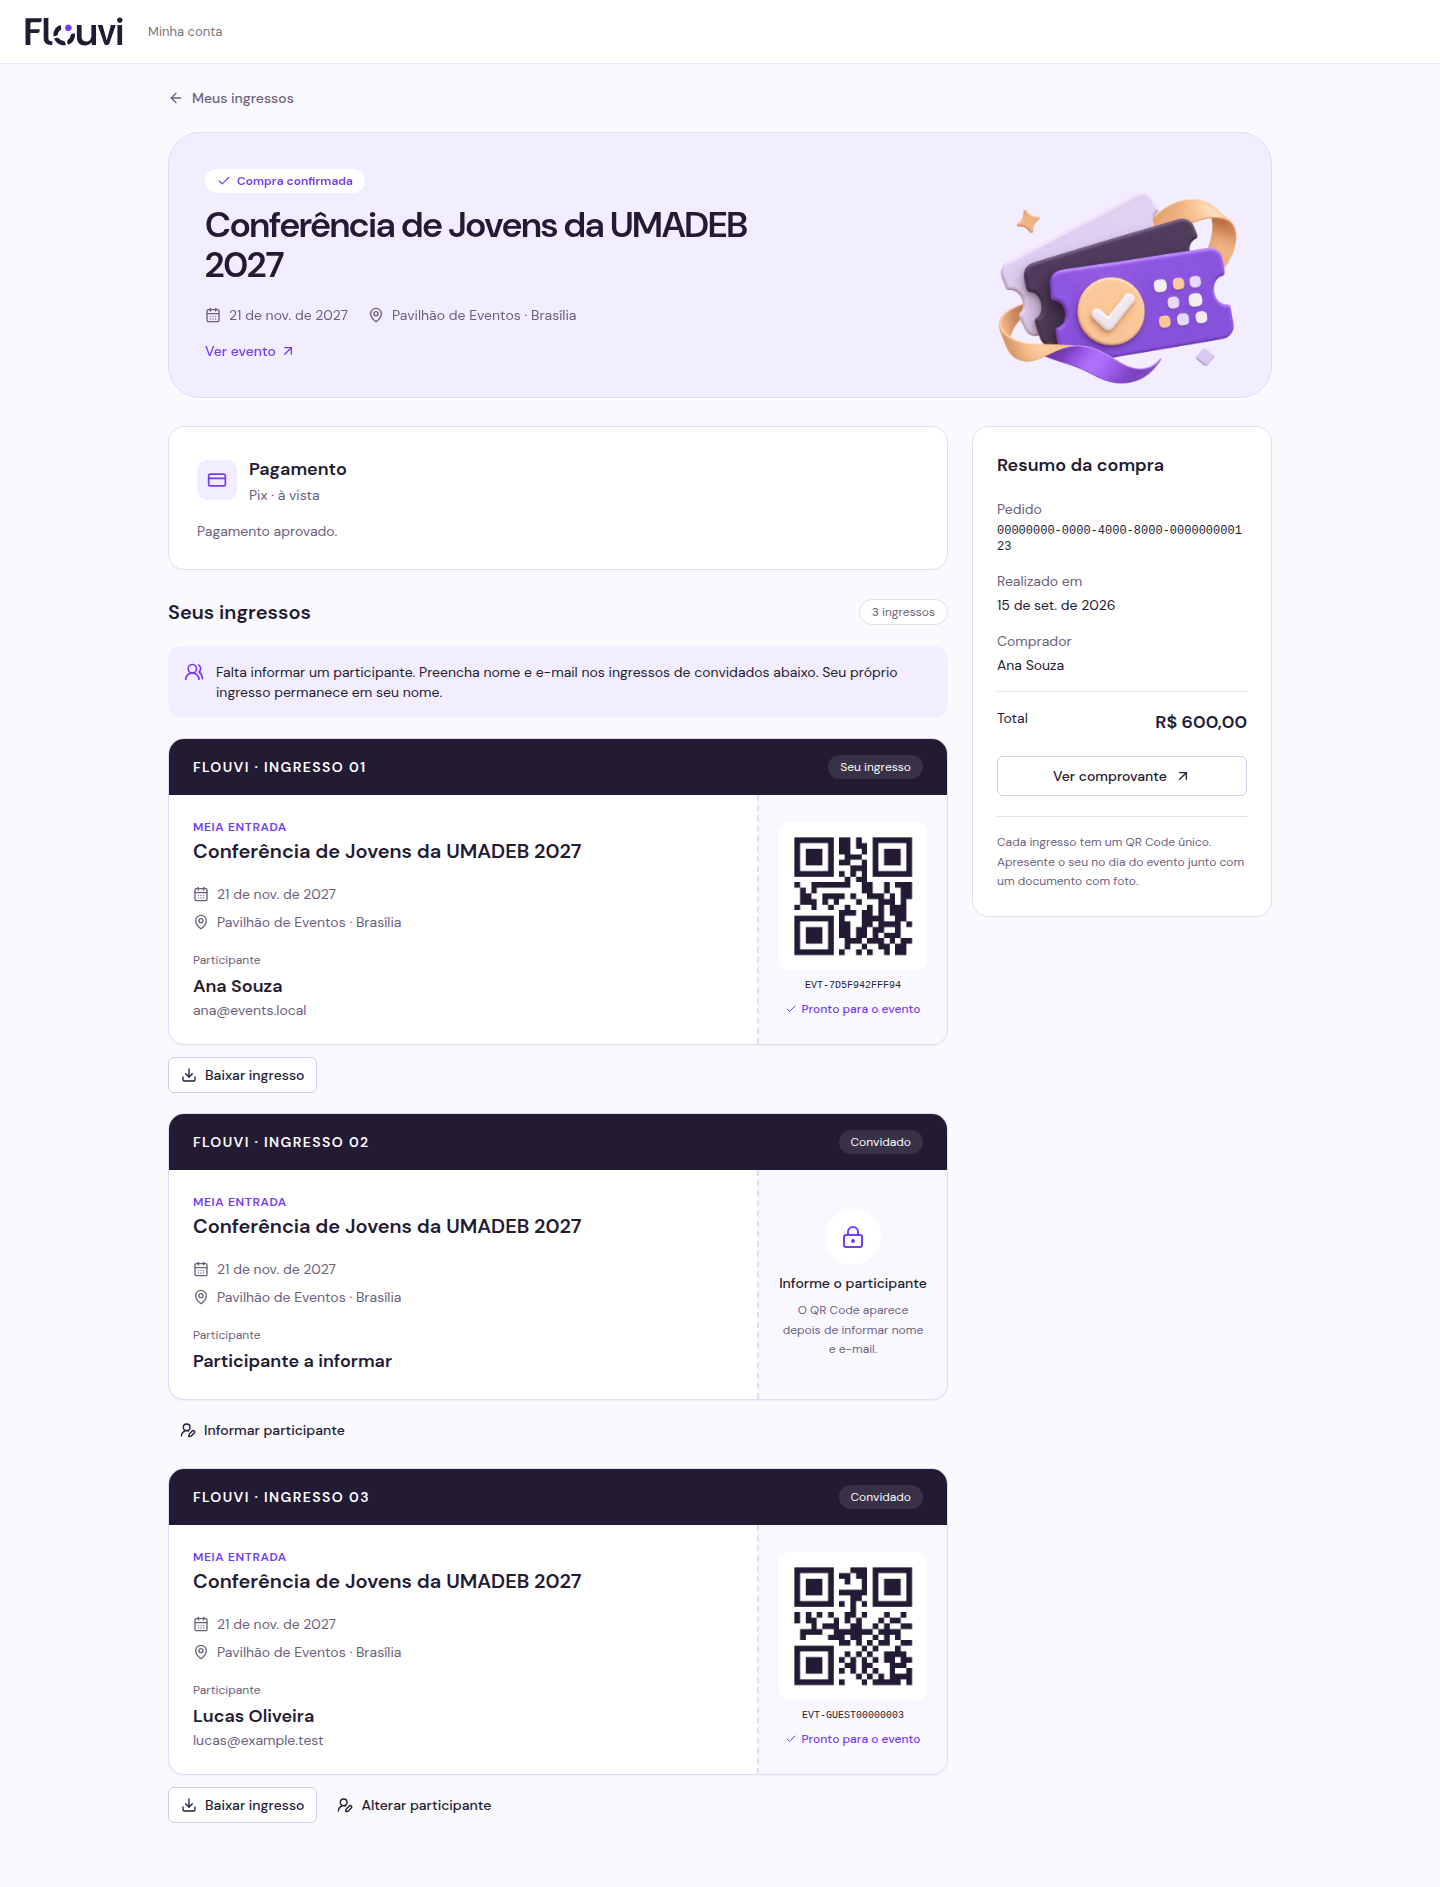 Flouvi
Minha conta
Meus ingressos
Compra confirmada
Conferência de Jovens da UMADEB
2027
21 de nov. de 2027
Pavilhão de Eventos · Brasília
Ver evento
Pagamento
Pix · à vista
Pagamento aprovado.
Seus ingressos
3 ingressos
Falta informar um participante. Preencha nome e e-mail nos ingressos de convidados abaixo. Seu próprio
ingresso permanece em seu nome.
FLOUVI · INGRESSO 01
Seu ingresso
MEIA ENTRADA
Conferência de Jovens da UMADEB 2027
21 de nov. de 2027
Pavilhão de Eventos · Brasília
Participante
Ana Souza
ana@events.local
EVT-7D5F942FFF94
Pronto para o evento
Baixar ingresso
FLOUVI · INGRESSO 02
Convidado
MEIA ENTRADA
Conferência de Jovens da UMADEB 2027
21 de nov. de 2027
Pavilhão de Eventos · Brasília
Participante
Participante a informar
Informe o participante
O QR Code aparece
depois de informar nome
e e-mail.
Informar participante
FLOUVI · INGRESSO 03
Convidado
MEIA ENTRADA
Conferência de Jovens da UMADEB 2027
21 de nov. de 2027
Pavilhão de Eventos · Brasília
Participante
Lucas Oliveira
lucas@example.test
EVT-GUEST00000003
Pronto para o evento
Baixar ingresso
Alterar participante
Resumo da compra
Pedido
00000000-0000-4000-8000-0000000001
23
Realizado em
15 de set. de 2026
Comprador
Ana Souza
Total
R$ 600,00
Ver comprovante
Cada ingresso tem um QR Code único.
Apresente o seu no dia do evento junto com
um documento com foto.